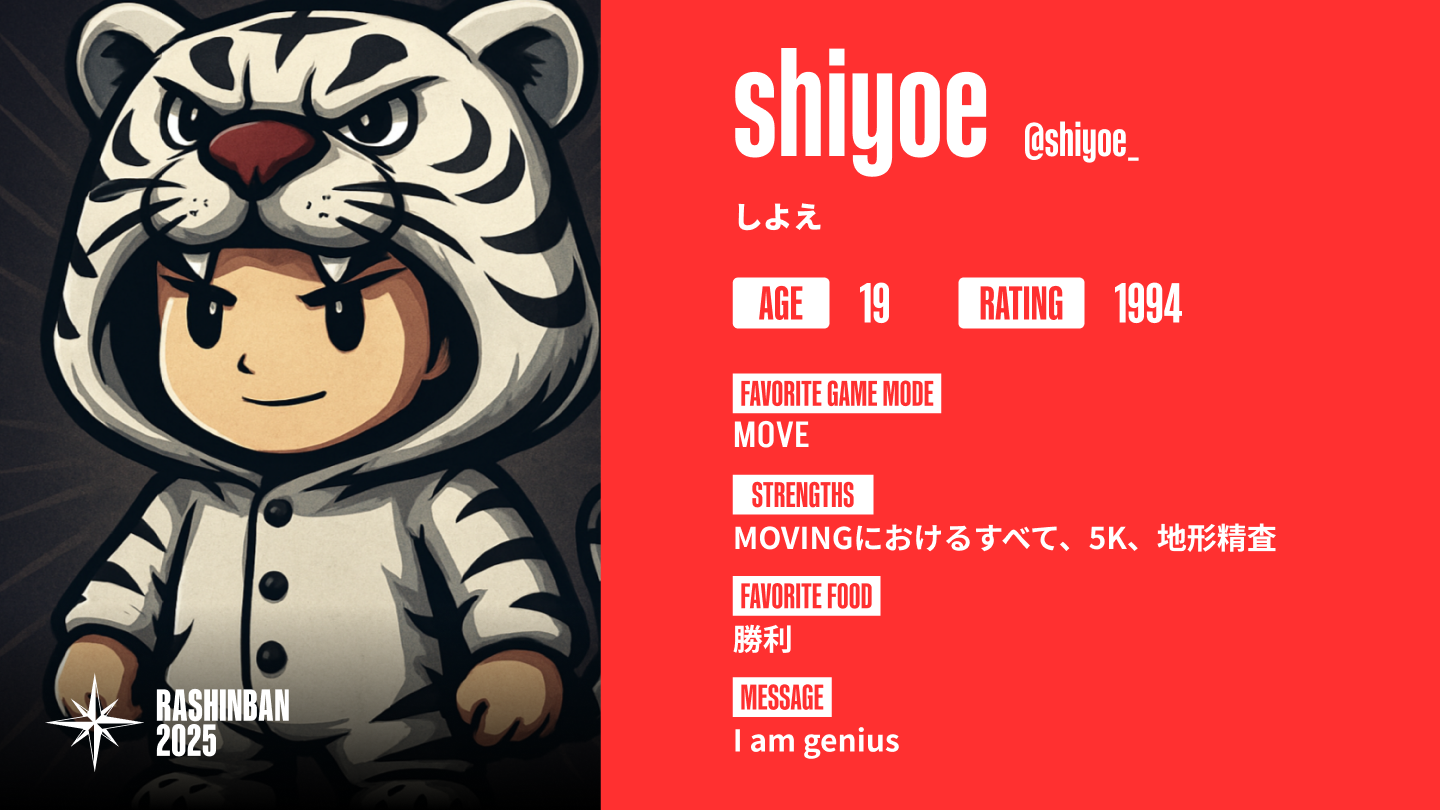 shiyoe @shiyoe_
しよえ
AGE 19 RATING 1994
FAVORITE GAME MODE
MOVE
STRENGTHS
MOVINGにおけるすべて、5K、地形精査
FAVORITE FOOD
勝利
MESSAGE
I am genius
RASHINBAN
2025